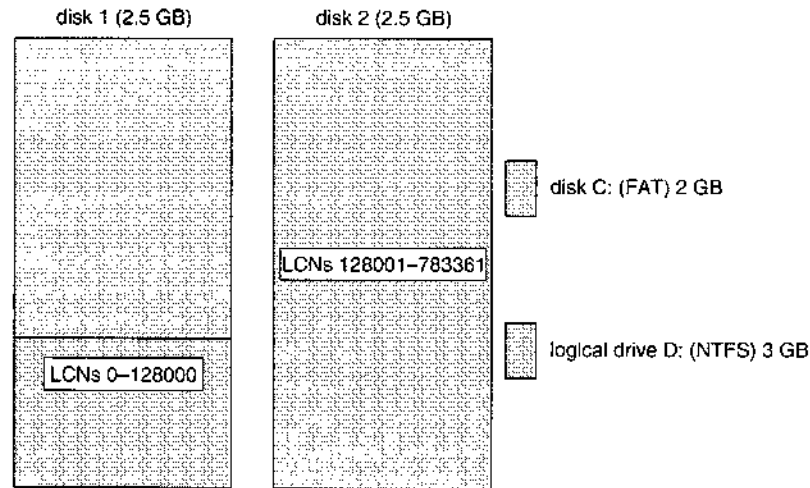 disk 1 (2.5 GB)
disk 2 (2.5 GB)
disk C: (FAT) 2 GB
LCNs 128001–783361
logical drive D: (NTFS) 3 GB
LCNs 0–128000